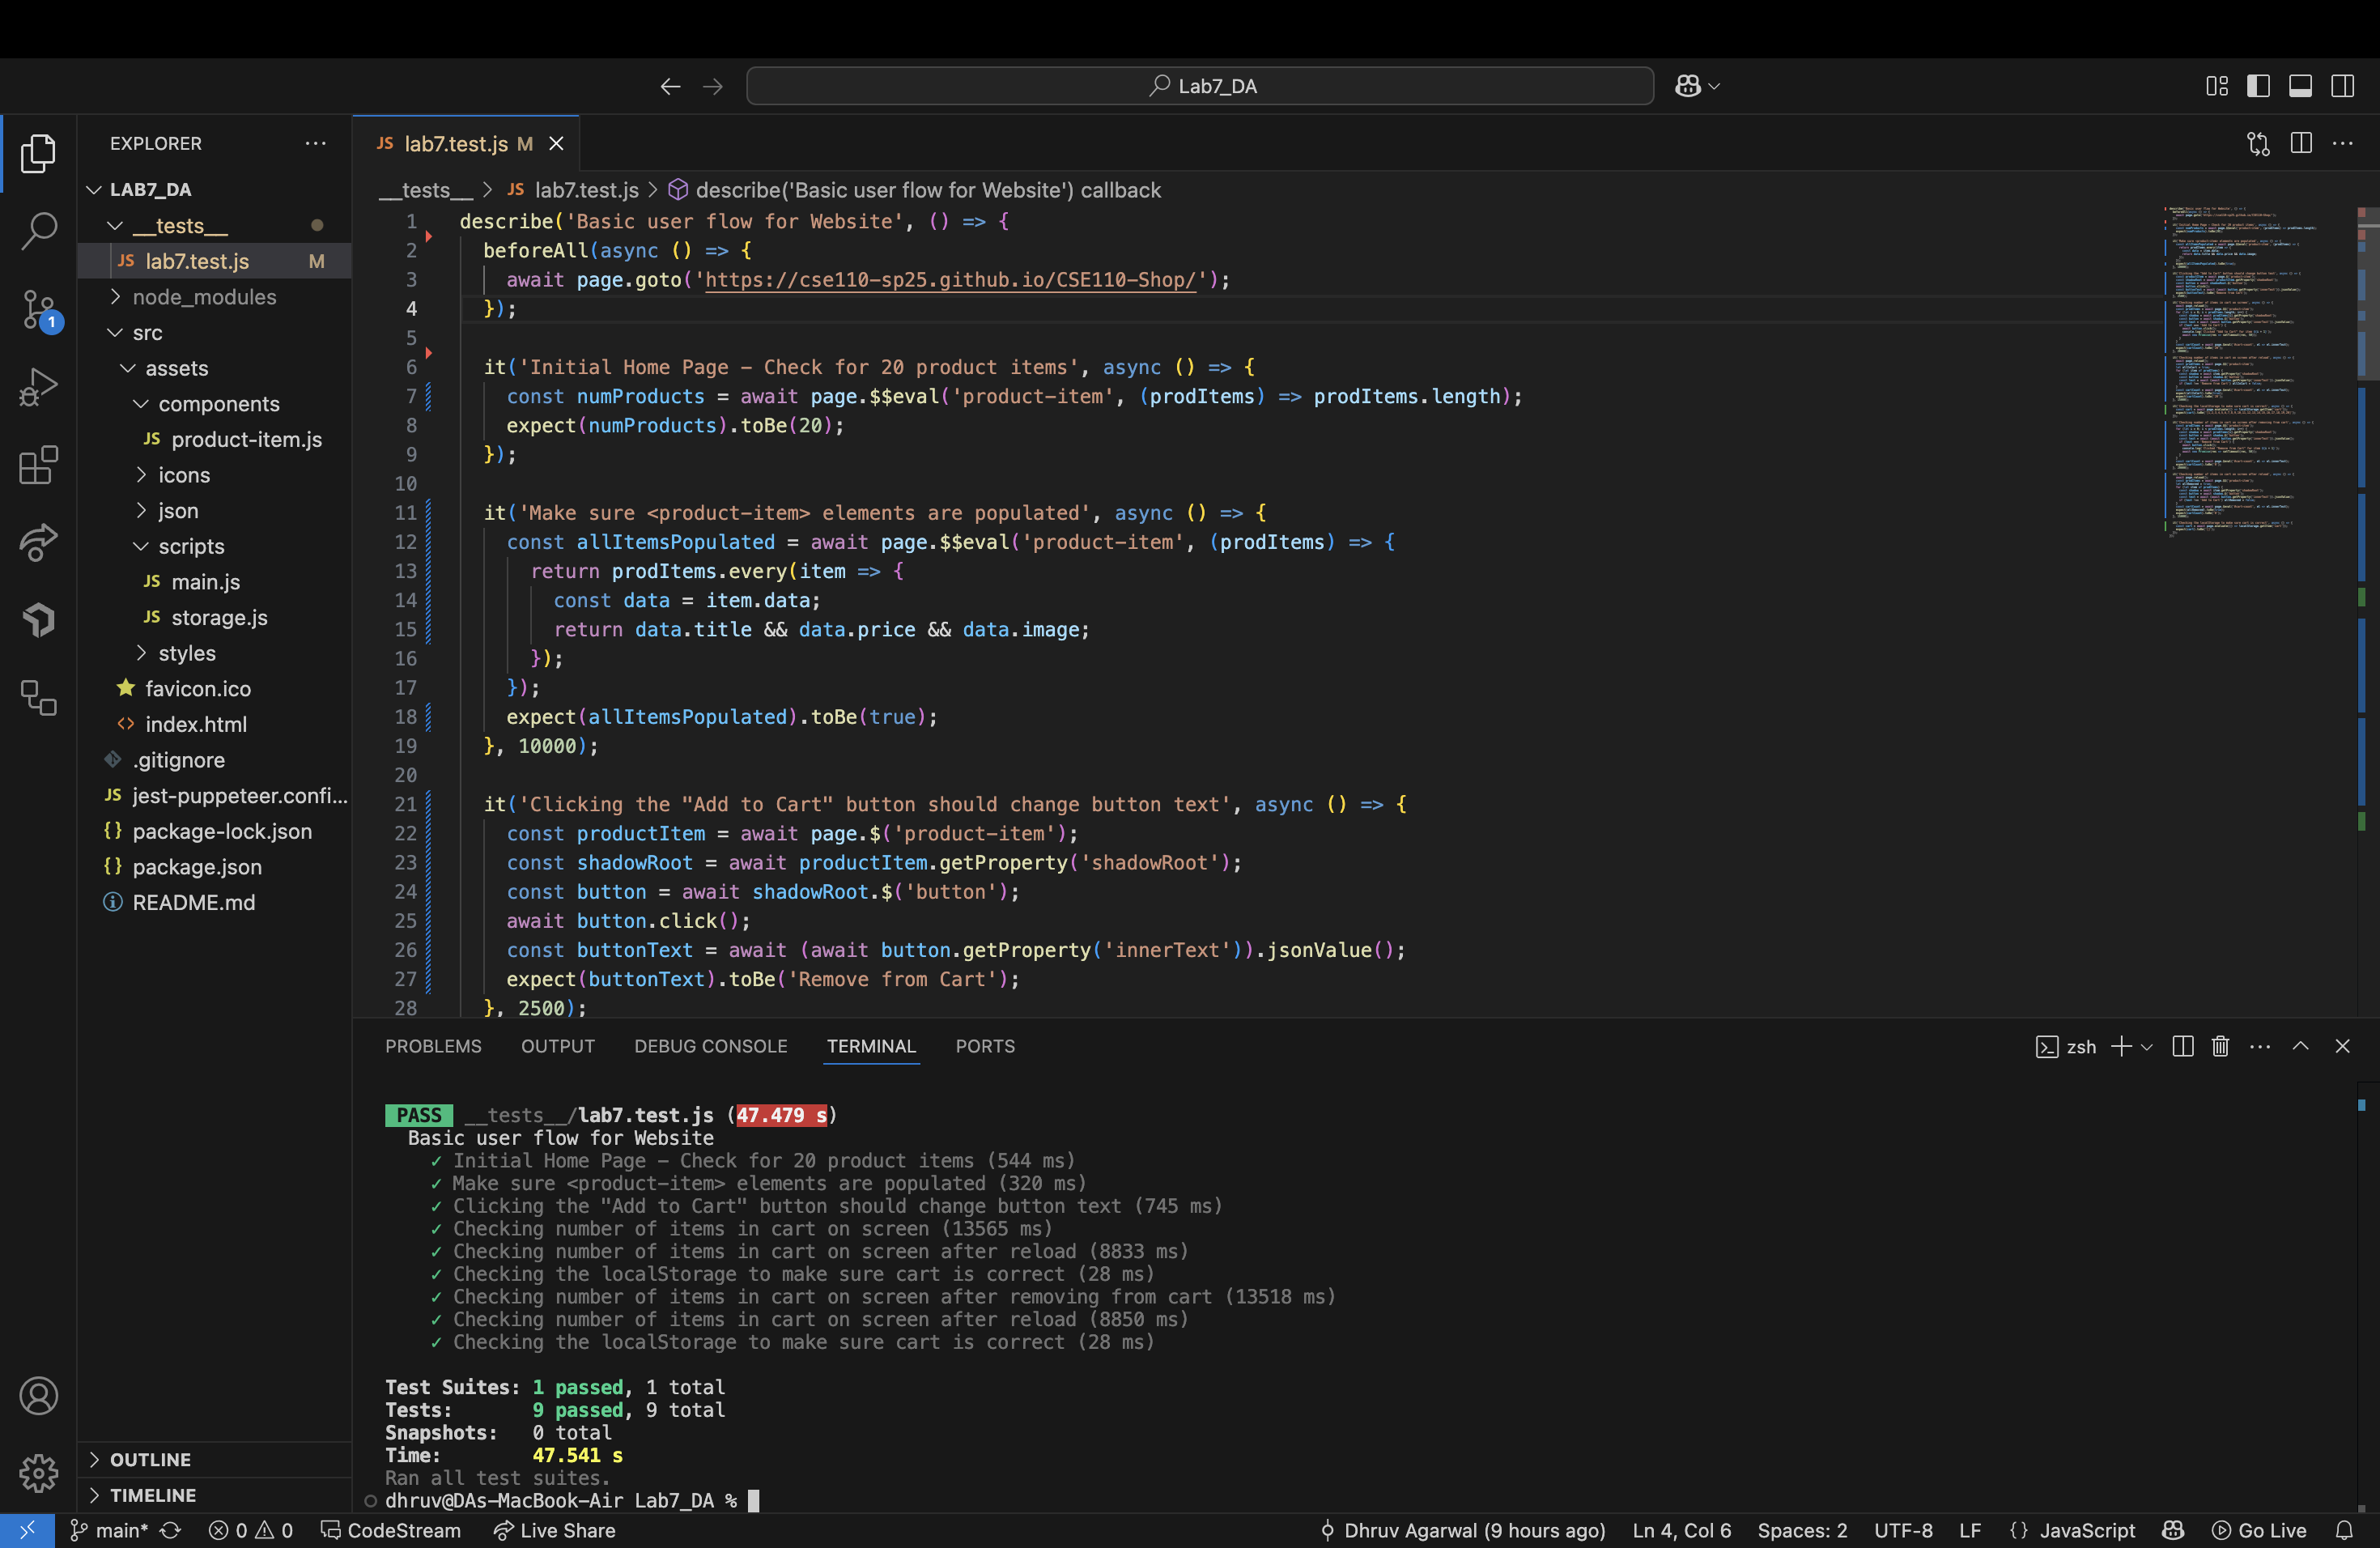 Lab7_DA
EXPLORER
LAB7_DA
__tests__
JS lab7.test.js M
node_modules
src
assets
components
JS product-item.js
icons
json
scripts
JS main.js
JS storage.js
styles
favicon.ico
index.html
.gitignore
JS jest-puppeteer.confi...
{} package-lock.json
{} package.json
README.md
OUTLINE
TIMELINE
1
JS lab7.test.js M
__tests__ > JS lab7.test.js > describe('Basic user flow for Website') callback
1 describe('Basic user flow for Website', () => {
2 beforeAll(async () => {
3 await page.goto('https://cse110-sp25.github.io/CSE110-Shop/');
4 });
5
6 it('Initial Home Page – Check for 20 product items', async () => {
7 const numProducts = await page.$$eval('product-item', (prodItems) => prodItems.length);
8 expect(numProducts).toBe(20);
9 });
10
11 it('Make sure <product-item> elements are populated', async () => {
12 const allItemsPopulated = await page.$$eval('product-item', (prodItems) => {
13 return prodItems.every(item => {
14 const data = item.data;
15 return data.title && data.price && data.image;
16 });
17 });
18 expect(allItemsPopulated).toBe(true);
19 }, 10000);
20
21 it('Clicking the "Add to Cart" button should change button text', async () => {
22 const productItem = await page.$('product-item');
23 const shadowRoot = await productItem.getProperty('shadowRoot');
24 const button = await shadowRoot.$('button');
25 await button.click();
26 const buttonText = await (await button.getProperty('innerText')).jsonValue();
27 expect(buttonText).toBe('Remove from Cart');
28 }, 2500);
PROBLEMS OUTPUT DEBUG CONSOLE TERMINAL PORTS
zsh
PASS __tests__/lab7.test.js (47.479 s)
Basic user flow for Website
✓ Initial Home Page – Check for 20 product items (544 ms)
✓ Make sure <product-item> elements are populated (320 ms)
✓ Clicking the "Add to Cart" button should change button text (745 ms)
✓ Checking number of items in cart on screen (13565 ms)
✓ Checking number of items in cart on screen after reload (8833 ms)
✓ Checking the localStorage to make sure cart is correct (28 ms)
✓ Checking number of items in cart on screen after removing from cart (13518 ms)
✓ Checking number of items in cart on screen after reload (8850 ms)
✓ Checking the localStorage to make sure cart is correct (28 ms)
Test Suites: 1 passed, 1 total
Tests: 9 passed, 9 total
Snapshots: 0 total
Time: 47.541 s
Ran all test suites.
dhruv@DAs-MacBook-Air Lab7_DA %
main* 0 0 CodeStream Live Share Dhruv Agarwal (9 hours ago) Ln 4, Col 6 Spaces: 2 UTF-8 LF {} JavaScript Go Live